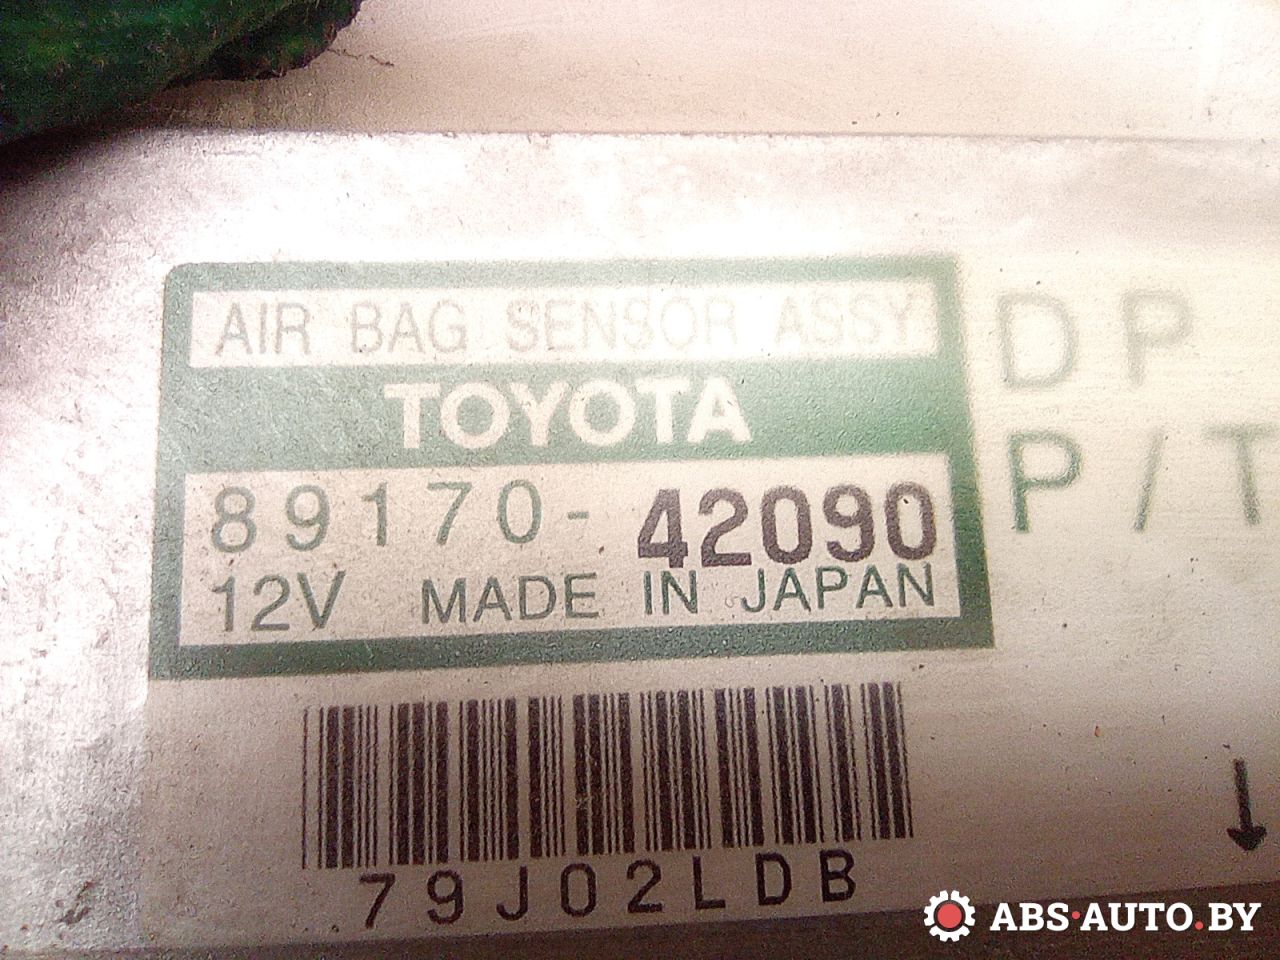 AIR BAG SENSOR ASSY
TOYOTA
89170-42090
12V MADE IN JAPAN
79J02LDB
DP
P/T
ABS·AUTO.BY